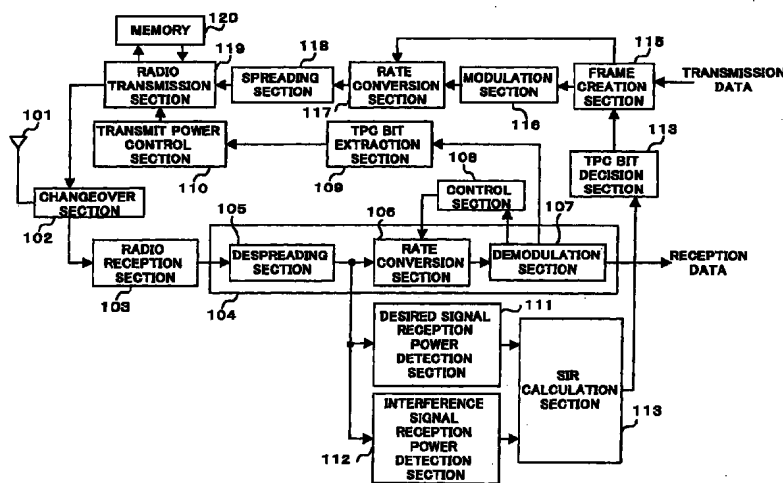 120
MEMORY
119
RADIO
TRANSMISSION
SECTION
118
SPREADING
SECTION
RATE
CONVERSION
SECTION
117
MODULATION
SECTION
116
115
FRAME
CREATION
SECTION
TRANSMISSION
DATA
101
TRANSMIT POWER
CONTROL
SECTION
110
TPC BIT
EXTRACTION
SECTION
109
108
CONTROL
SECTION
113
TPC BIT
DECISION
SECTION
CHANGEOVER
SECTION
102
RADIO
RECEPTION
SECTION
103
105
DESPREADING
SECTION
104
106
RATE
CONVERSION
SECTION
107
DEMODULATION
SECTION
RECEPTION
DATA
111
DESIRED SIGNAL
RECEPTION
POWER
DETECTION
SECTION
INTERFERENCE
SIGNAL
RECEPTION
POWER
DETECTION
SECTION
112
SIR
CALCULATION
SECTION
113